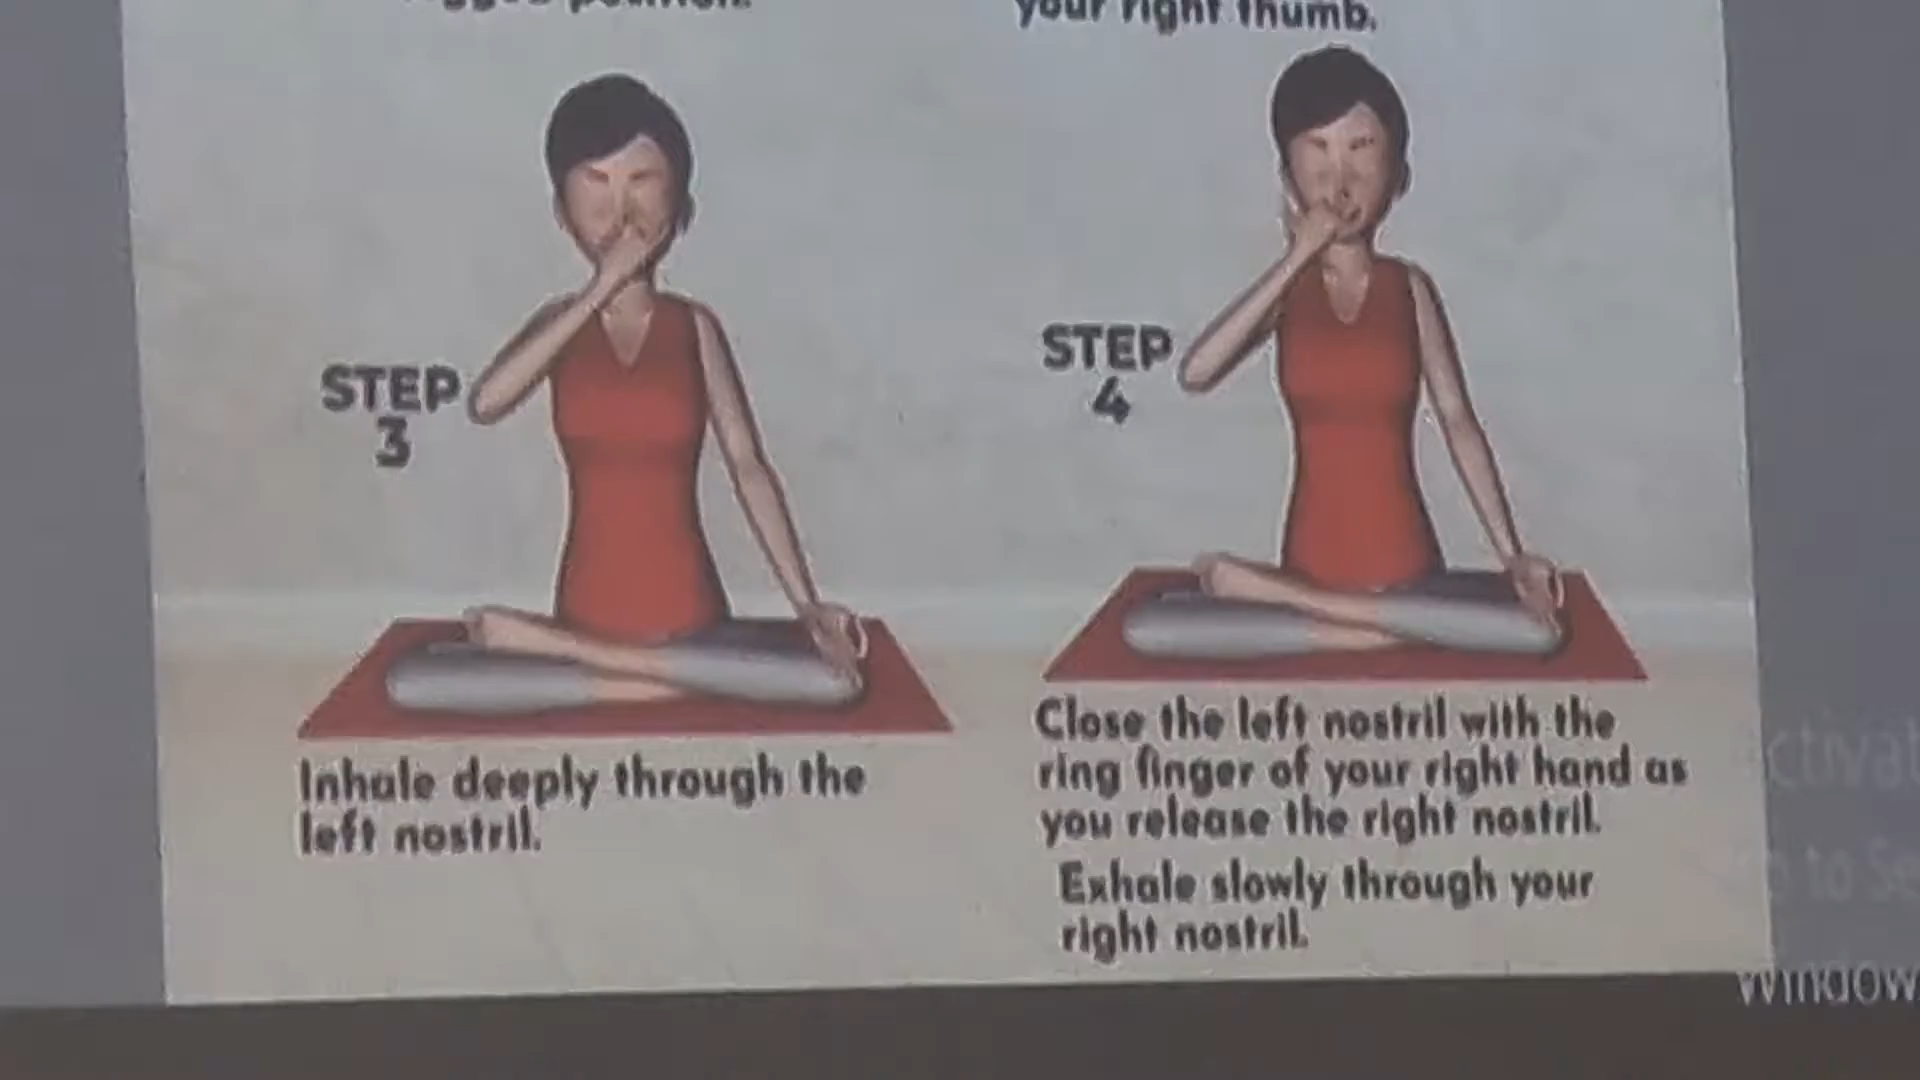 your right thumb.
STEP
3
STEP
4
Inhale deeply through the
left nostril.
Close the left nostril with the
ring finger of your right hand as
you release the right nostril.
Exhale slowly through your
right nostril.